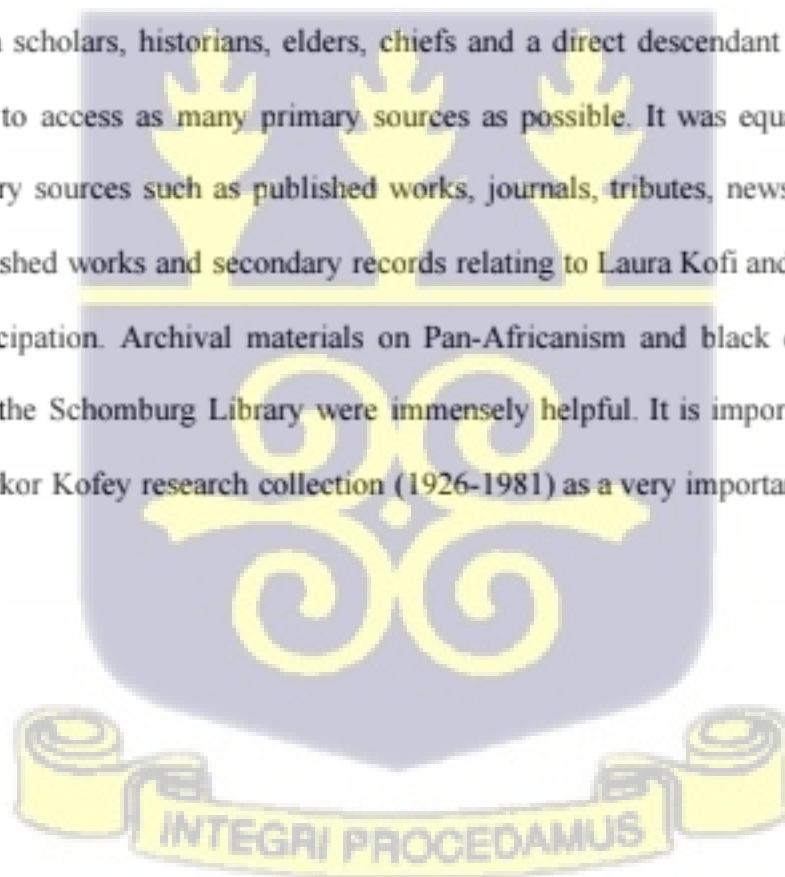 scholars, historians, elders, chiefs and a direct descendant
to access as many primary sources as possible. It was equ
ry sources such as published works, journals, tributes, news
shed works and secondary records relating to Laura Kofi and
cipation. Archival materials on Pan-Africanism and black
the Schomburg Library were immensely helpful. It is impor
kor Kofey research collection (1926-1981) as a very importa
INTEGRI PROCEDAMUS